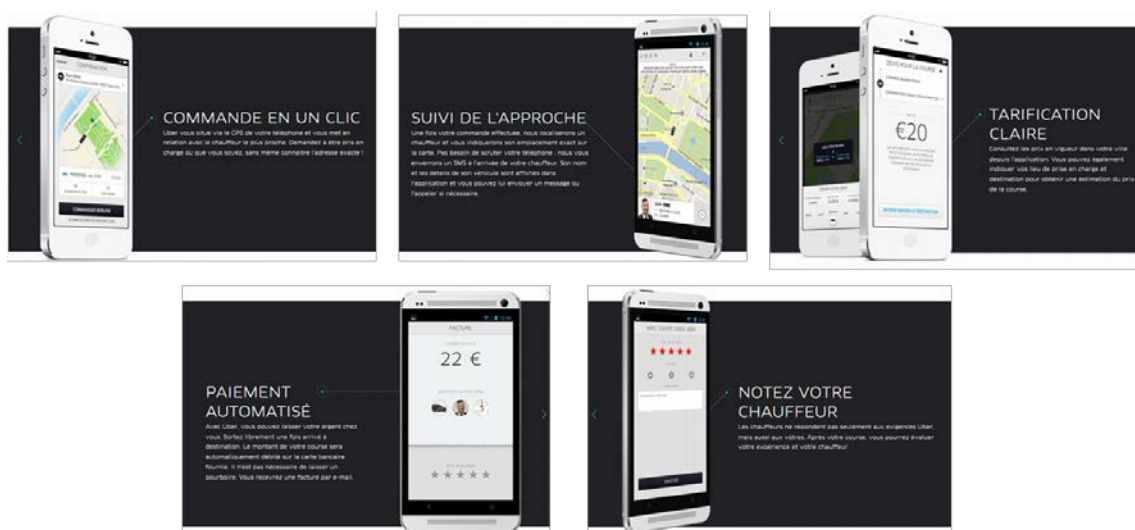 COMMANDE EN UN CLIC
Uber vous situe via le GPS de votre téléphone et vous met en
relation avec le chauffeur le plus proche. Demandez à être pris en
charge où que vous soyez, sans même connaître l'adresse exacte !
CONFIRMATION
COMMANDER BERLINE
SUIVI DE L'APPROCHE
Une fois votre commande effectuée, nous localiserons un
chauffeur et vous indiquerons son emplacement exact sur
la carte. Pas besoin de scruter votre téléphone : nous vous
enverrons un SMS à l'arrivée de votre chauffeur. Son nom
et les détails de son véhicule sont affichés dans
l'application et vous pouvez lui envoyer un message ou
l'appeler si nécessaire.
TARIFICATION
CLAIRE
Consultez les prix en vigueur dans votre ville
depuis l'application. Vous pouvez également
indiquer vos lieu de prise en charge et
destination pour obtenir une estimation du prix
de la course.
DEVIS POUR LA COURSE
€20
PAIEMENT
AUTOMATISÉ
Avec Uber, vous pouvez laisser votre argent chez
vous. Sortez librement une fois arrivé à
destination. Le montant de votre course sera
automatiquement débité sur la carte bancaire
fournie. Il n'est pas nécessaire de laisser un
pourboire. Vous recevrez une facture par e-mail.
FACTURE
22 €
NOTEZ VOTRE
CHAUFFEUR
Les chauffeurs ne répondent pas seulement aux exigences Uber,
mais aussi aux vôtres. Après votre course, vous pourrez évaluer
votre expérience et votre chauffeur